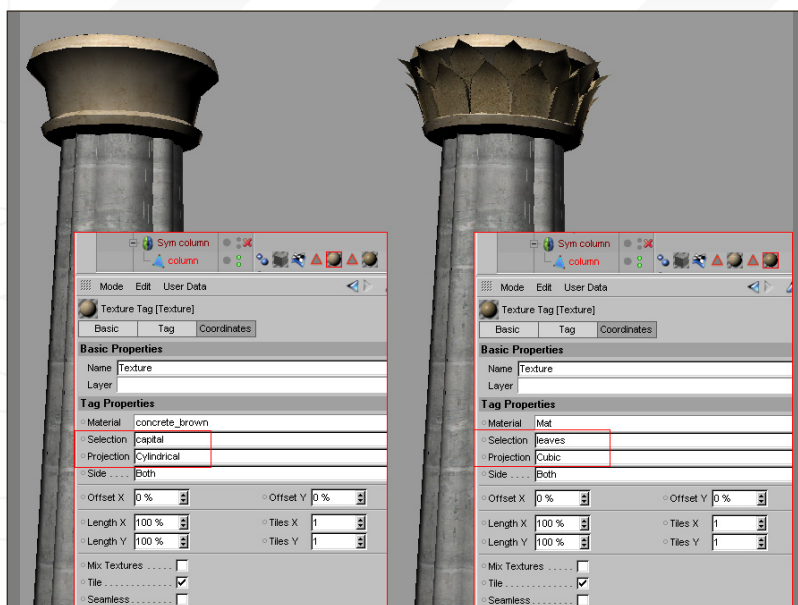 Sym column
column
Mode Edit User Data
Texture Tag [Texture]
Basic Tag Coordinates
Basic Properties
Name Texture
Layer
Tag Properties
Material concrete_brown
Selection capital
Projection Cylindrical
Side .... Both
Offset X 0 % Offset Y 0 %
Length X 100 % Tiles X 1
Length Y 100 % Tiles Y 1
Mix Textures .....
Tile ............
Seamless........
Sym column
column
Mode Edit User Data
Texture Tag [Texture]
Basic Tag Coordinates
Basic Properties
Name Texture
Layer
Tag Properties
Material Mat
Selection leaves
Projection Cubic
Side .... Both
Offset X 0 % Offset Y 0 %
Length X 100 % Tiles X 1
Length Y 100 % Tiles Y 1
Mix Textures .....
Tile ............
Seamless........